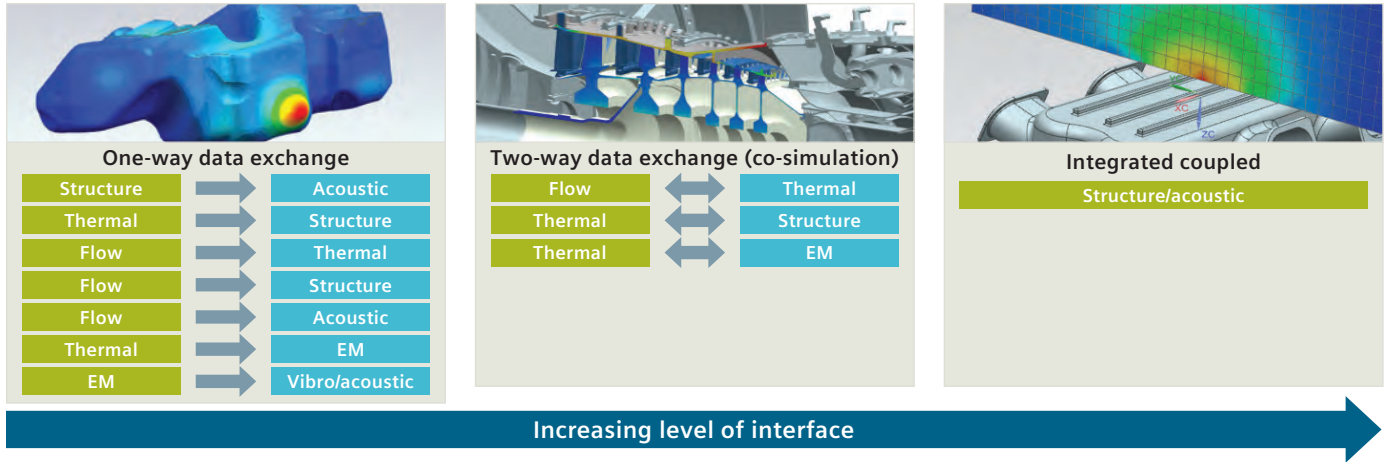 One-way data exchange
Structure Acoustic
Thermal Structure
Flow Thermal
Flow Structure
Flow Acoustic
Thermal EM
EM Vibro/acoustic
Two-way data exchange (co-simulation)
Flow Thermal
Thermal Structure
Thermal EM
XC
ZC
Integrated coupled
Structure/acoustic
Increasing level of interface